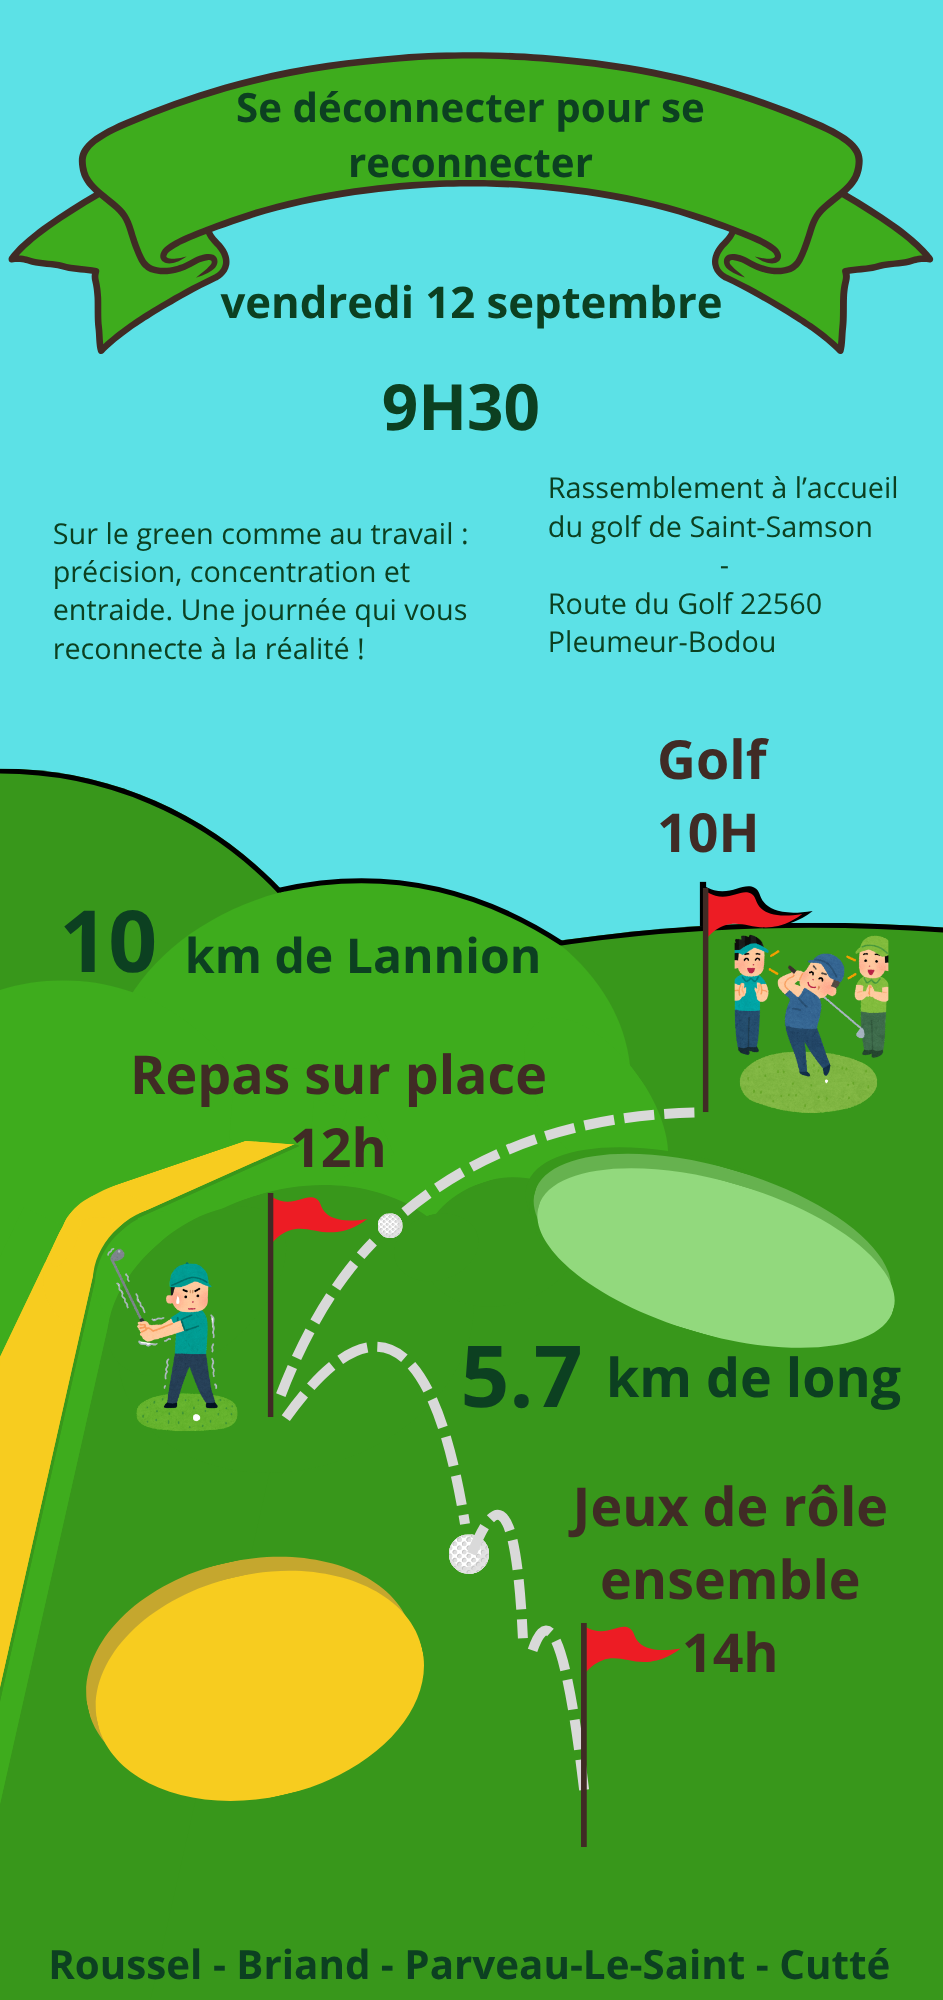 Se déconnecter pour se
reconnecter
vendredi 12 septembre
9H30
Sur le green comme au travail :
précision, concentration et
entraide. Une journée qui vous
reconnecte à la réalité !
Rassemblement à l’accueil
du golf de Saint-Samson
-
Route du Golf 22560
Pleumeur-Bodou
Golf
10H
10 km de Lannion
Repas sur place
12h
5.7 km de long
Jeux de rôle
ensemble
14h
Roussel - Briand - Parveau-Le-Saint - Cutté